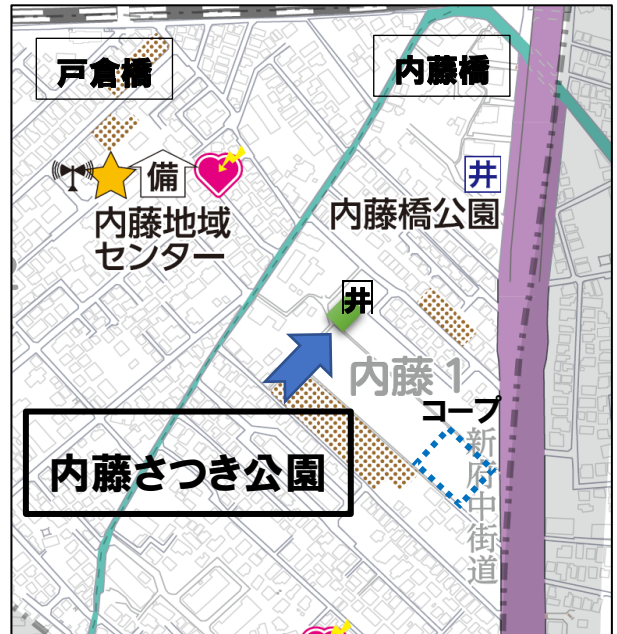 戸倉橋
内藤橋
備
井
内藤地域
センター
内藤橋公園
井
内藤1
コープ
内藤さつき公園
新府中街道